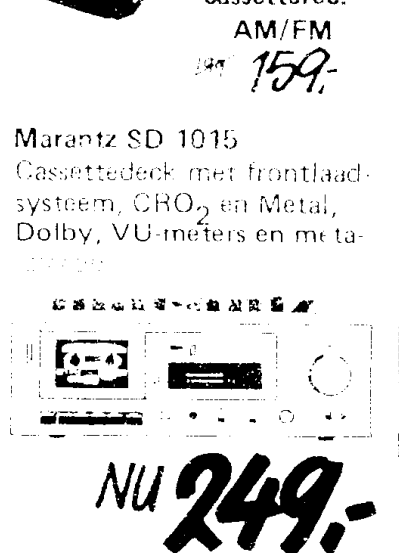 AM/FM
159,-
Marantz SD 1015
Cassettedeck met frontlaad-
systeem, CRO₂ en Metal,
Dolby, VU-meters en meta-
NU 249,-